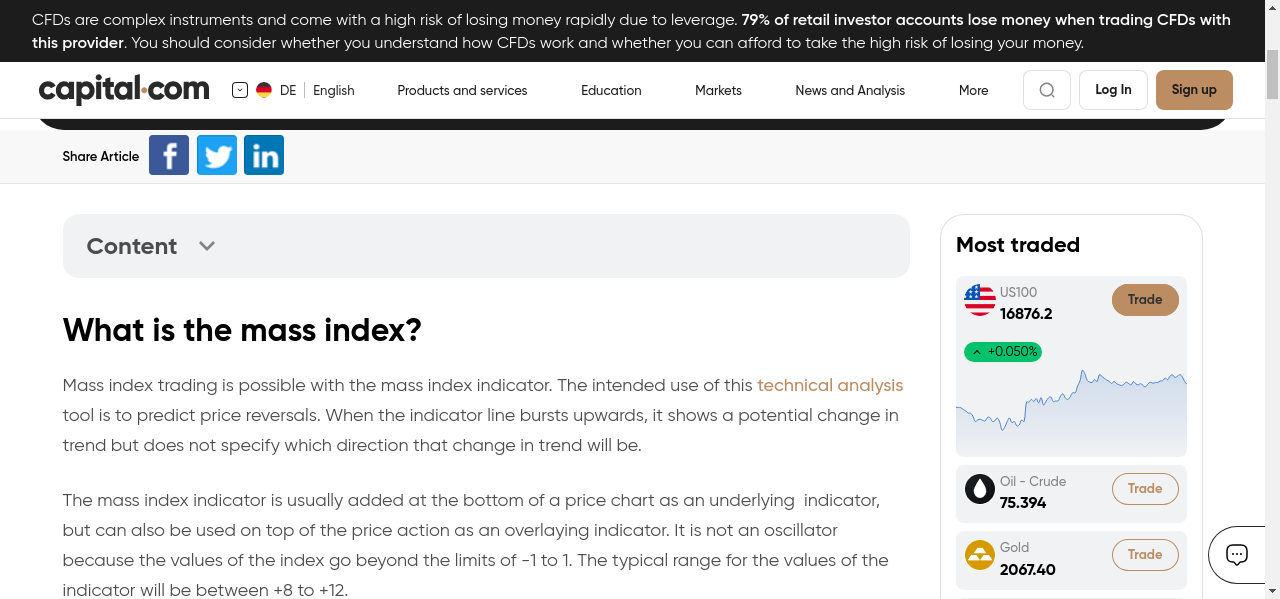 CFDs are complex instruments and come with a high risk of losing money rapidly due to leverage. 79% of retail investor accounts lose money when trading CFDs with
this provider. You should consider whether you understand how CFDs work and whether you can afford to take the high risk of losing your money.
capital.com
DE | English
Products and services
Education
Markets
News and Analysis
More
Log In
Sign up
Share Article
Content
What is the mass index?
Mass index trading is possible with the mass index indicator. The intended use of this technical analysis
tool is to predict price reversals. When the indicator line bursts upwards, it shows a potential change in
trend but does not specify which direction that change in trend will be.
The mass index indicator is usually added at the bottom of a price chart as an underlying  indicator,
but can also be used on top of the price action as an overlaying indicator. It is not an oscillator
because the values of the index go beyond the limits of -1 to 1. The typical range for the values of the
indicator will be between +8 to +12.
Most traded
US100
16876.2
Trade
+0.050%
Oil - Crude
75.394
Trade
Gold
2067.40
Trade